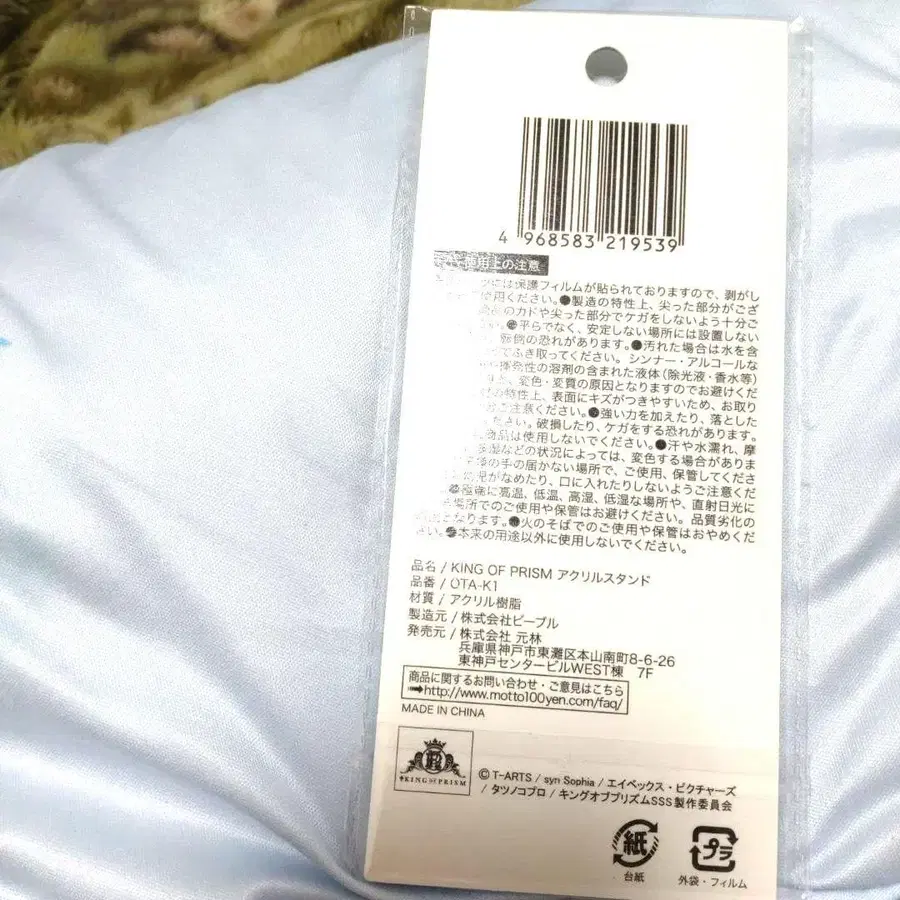 4 968583 219539
使用上の注意
には保護フィルムが貼られておりますので、剥がし
使用ください。●製造の特性上、尖った部分がござ
のカドや尖った部分でケガをしないよう十分ご
い。●平らでなく、安定しない場所には設置しない
の恐れがあります。●汚れた場合は水を含
でふき取ってください。シンナー・アルコールな
揮発性の溶剤の含まれた液体(除光液・香水等)
と、変色・変質の原因となりますのでお避けくだ
の特性上、表面にキズがつきやすいため、お取り
ご注意ください。●強い力を加えたり、落とした
ださい。破損したり、ケガをする恐れがあります。
商品は使用しないでください。●汗や水濡れ、摩
などの状況によっては、変色する場合がありま
の手の届かない場所で、ご使用、保管してくださ
児がなめたり、口に入れたりしないようご注意くだ
極端に高温、低温、高湿、低湿な場所や、直射日光に
場所でのご使用や保管はお避けください。品質劣化の
なります。●火のそばでのご使用や保管はおやめくだ
さい。●本来の用途以外に使用しないでください。
品名 / KING OF PRISM アクリルスタンド
品番 / OTA-K1
材質 / アクリル樹脂
製造元 / 株式会社ピープル
発売元 / 株式会社 元林
兵庫県神戸市東灘区本山南町8-6-26
東神戸センタービルWEST棟 7F
商品に関するお問い合わせ・ご意見はこちら
➡http://www.motto100yen.com/faq/
MADE IN CHINA
KING OF PRISM
© T-ARTS / syn Sophia / エイベックス・ピクチャーズ
/ タツノコプロ / キングオブプリズムSSS製作委員会
紙
台紙
プラ
外袋・フィルム